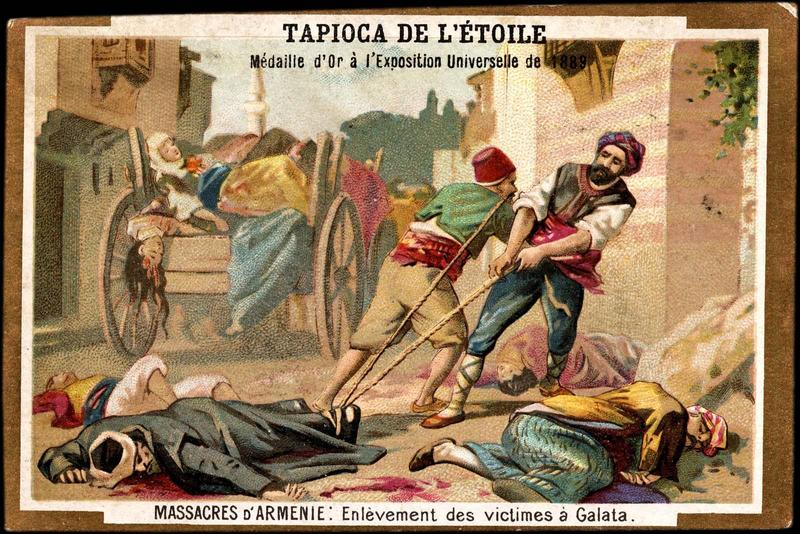 TAPIOCA DE L'ÉTOILE
Médaille d'Or à l'Exposition Universelle de 1889
MASSACRES D'ARMENIE: Enlèvement des victimes à Galata.